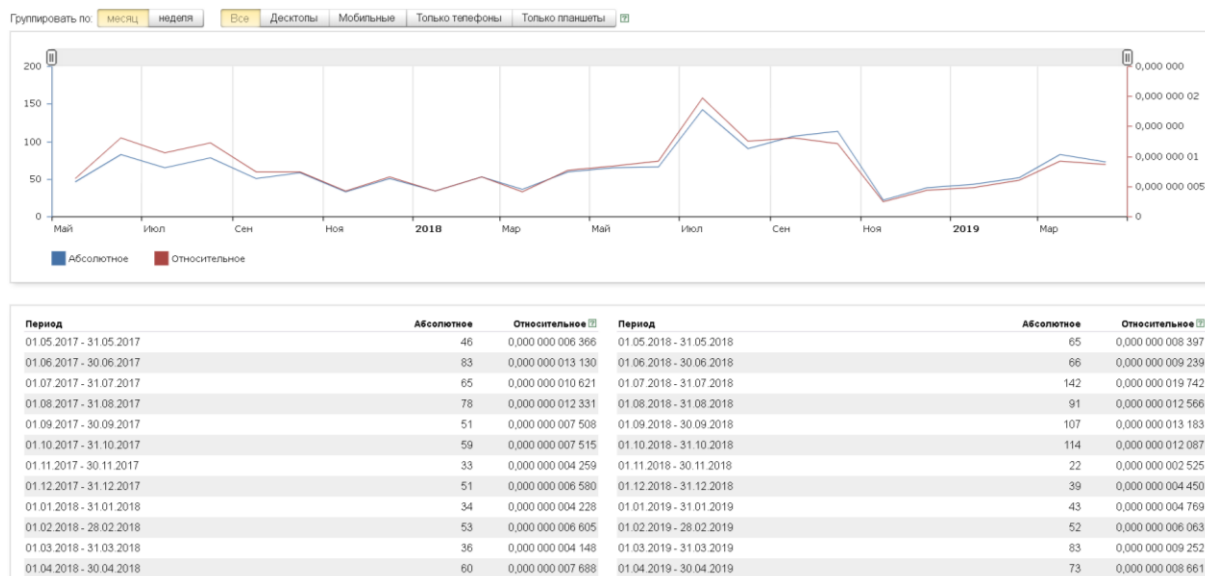 Группировать по: месяц неделя Все Десктопы Мобильные Только телефоны Только планшеты ?
200 0,000 000
150 0,000 000 02
0,000 000
100
0,000 000 01
50
0,000 000 005
0 0
Май Июл Сен Ноя 2018 Мар Май Июл Сен Ноя 2019 Мар
Абсолютное Относительное
Период Абсолютное Относительное ? Период Абсолютное Относительное ?
01.05.2017 - 31.05.2017 46 0,000 000 006 366 01.05.2018 - 31.05.2018 65 0,000 000 008 397
01.06.2017 - 30.06.2017 83 0,000 000 013 130 01.06.2018 - 30.06.2018 66 0,000 000 009 239
01.07.2017 - 31.07.2017 65 0,000 000 010 621 01.07.2018 - 31.07.2018 142 0,000 000 019 742
01.08.2017 - 31.08.2017 78 0,000 000 012 331 01.08.2018 - 31.08.2018 91 0,000 000 012 566
01.09.2017 - 30.09.2017 51 0,000 000 007 508 01.09.2018 - 30.09.2018 107 0,000 000 013 183
01.10.2017 - 31.10.2017 59 0,000 000 007 515 01.10.2018 - 31.10.2018 114 0,000 000 012 087
01.11.2017 - 30.11.2017 33 0,000 000 004 259 01.11.2018 - 30.11.2018 22 0,000 000 002 525
01.12.2017 - 31.12.2017 51 0,000 000 006 580 01.12.2018 - 31.12.2018 39 0,000 000 004 450
01.01.2018 - 31.01.2018 34 0,000 000 004 228 01.01.2019 - 31.01.2019 43 0,000 000 004 769
01.02.2018 - 28.02.2018 53 0,000 000 006 605 01.02.2019 - 28.02.2019 52 0,000 000 006 063
01.03.2018 - 31.03.2018 36 0,000 000 004 148 01.03.2019 - 31.03.2019 83 0,000 000 009 252
01.04.2018 - 30.04.2018 60 0,000 000 007 688 01.04.2019 - 30.04.2019 73 0,000 000 008 661